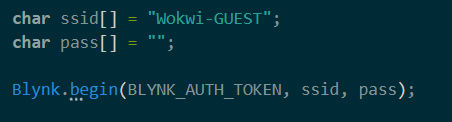 char ssid[] = "Wokwi-GUEST";
char pass[] = "";
Blynk.begin(BLYNK_AUTH_TOKEN, ssid, pass);